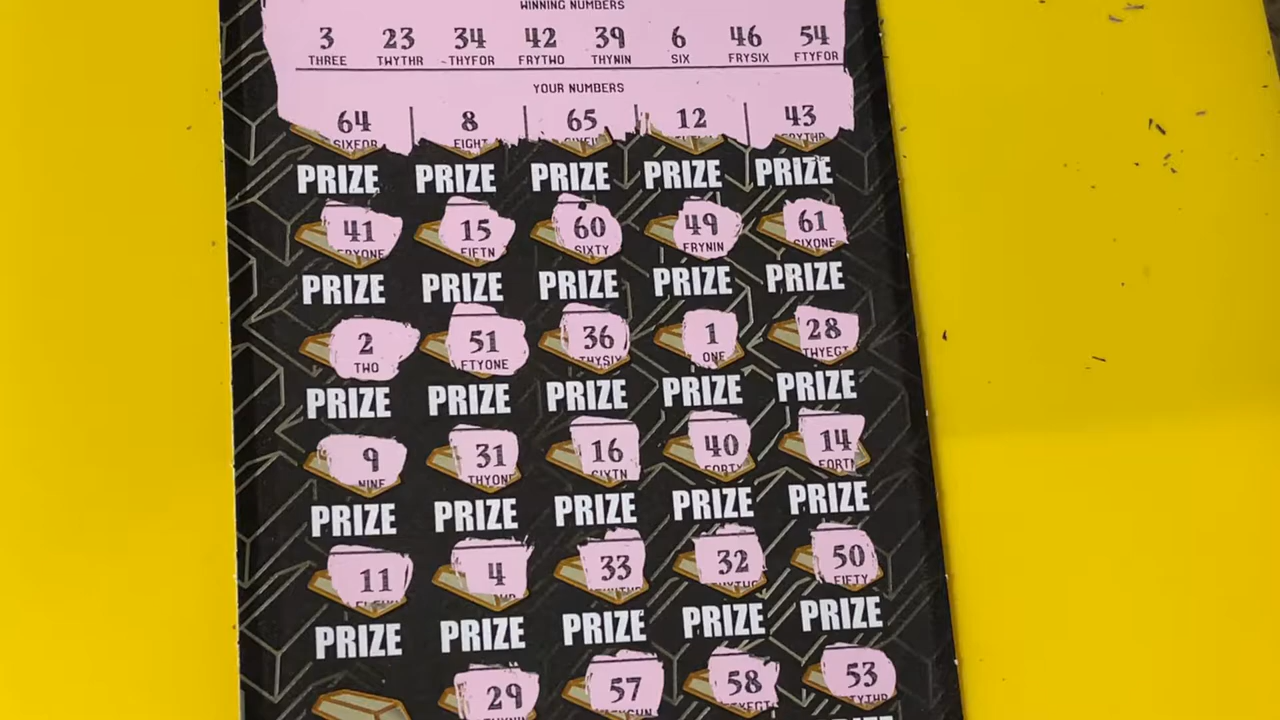 WINNING NUMBERS
3 23 34 42 39 6 46 54
THREE TWYTHR THYFOR FRYTWO THYNIN SIX FRYSIX FTYFOR
YOUR NUMBERS
64 8 65 12 43
SIXFOR EIGHT
PRIZE PRIZE PRIZE PRIZE PRIZE
41 15 60 49 61
FRYONE FIFTN SIXTY FRYNIN SIXONE
PRIZE PRIZE PRIZE PRIZE PRIZE
2 51 36 1 28
TWO FTYONE THYSIX ONE THYEGT
PRIZE PRIZE PRIZE PRIZE PRIZE
9 31 16 40 14
NINE THYONE SIXTN FORTY FORTN
PRIZE PRIZE PRIZE PRIZE PRIZE
11 4 33 32 50
FIFTY
PRIZE PRIZE PRIZE PRIZE PRIZE
29 57 58 53